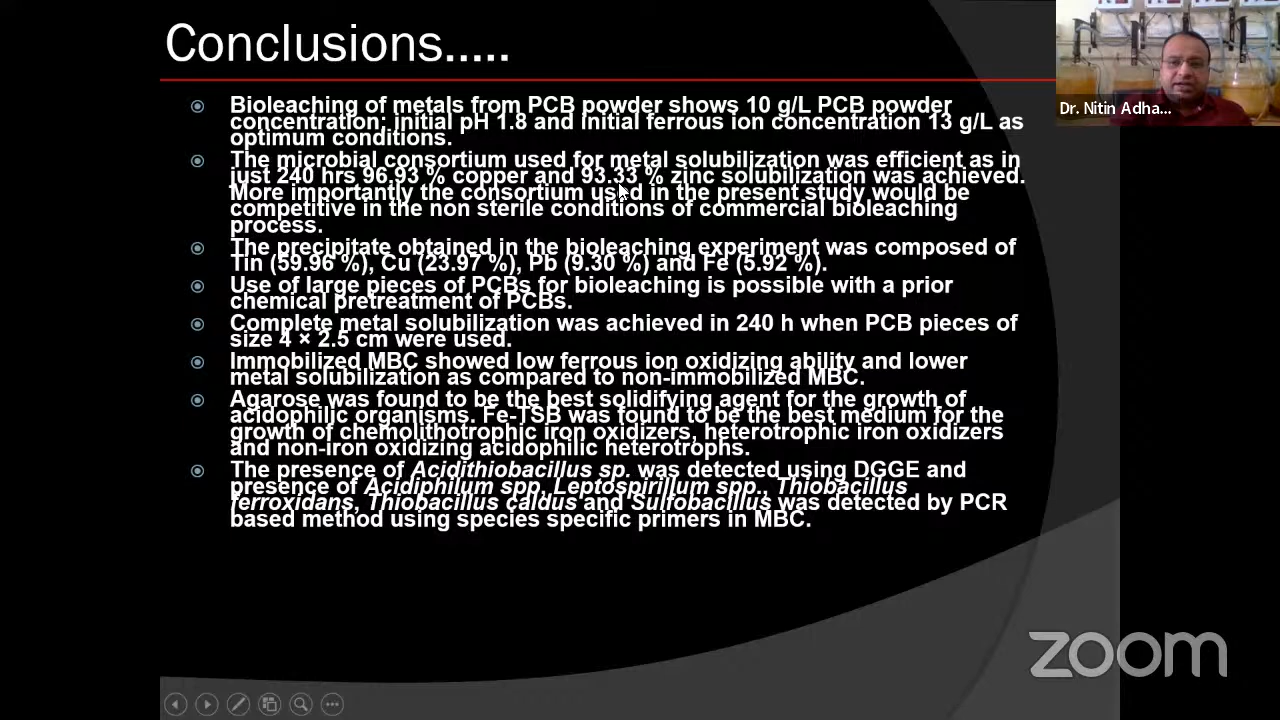 Conclusions.....
Bioleaching of metals from PCB powder shows 10 g/L PCB powder
concentration; initial pH 1.8 and initial ferrous ion concentration 13 g/L as
optimum conditions.
The microbial consortium used for metal solubilization was efficient as in
just 240 hrs 96.93 % copper and 93.33 % zinc solubilization was achieved.
More importantly the consortium used in the present study would be
competitive in the non sterile conditions of commercial bioleaching
process.
The precipitate obtained in the bioleaching experiment was composed of
Tin (59.96 %), Cu (23.97 %), Pb (9.30 %) and Fe (5.92 %).
Use of large pieces of PCBs for bioleaching is possible with a prior
chemical pretreatment of PCBs.
Complete metal solubilization was achieved in 240 h when PCB pieces of
size 4 × 2.5 cm were used.
Immobilized MBC showed low ferrous ion oxidizing ability and lower
metal solubilization as compared to non-immobilized MBC.
Agarose was found to be the best solidifying agent for the growth of
acidophilic organisms. Fe-TSB was found to be the best medium for the
growth of chemolithotrophic iron oxidizers, heterotrophic iron oxidizers
and non-iron oxidizing acidophilic heterotrophs.
The presence of Acidithiobacillus sp. was detected using DGGE and
presence of Acidiphilum spp, Leptospirillum spp., Thiobacillus
ferroxidans, Thiobacillus caldus and Sulfobacillus was detected by PCR
based method using species specific primers in MBC.
Dr. Nitin Adha...
zoom